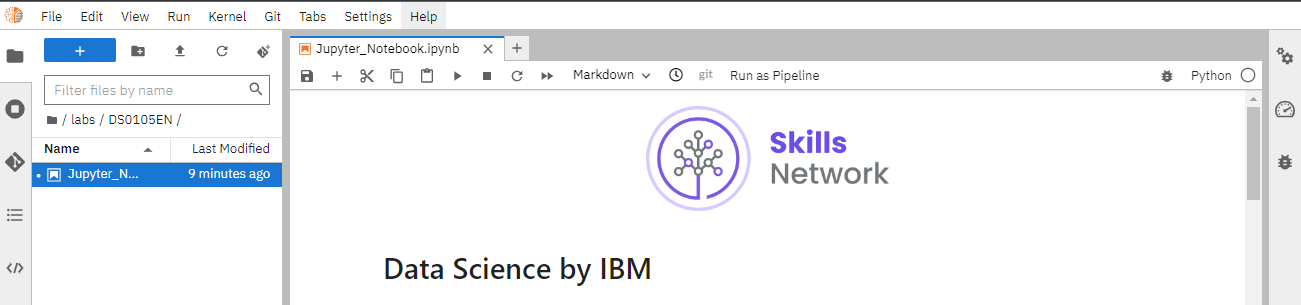 File Edit View Run Kernel Git Tabs Settings Help
Jupyter_Notebook.ipynb
Markdown git Run as Pipeline Python
Filter files by name
/ labs / DS0105EN /
Name Last Modified
Jupyter_N... 9 minutes ago
Skills
Network
Data Science by IBM